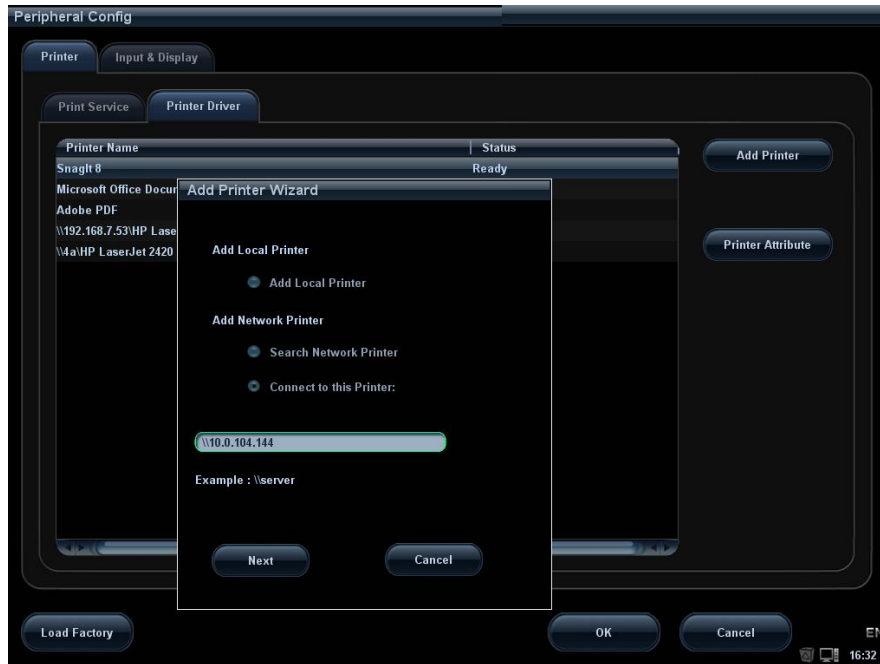 Peripheral Config
Printer Input & Display
Print Service Printer Driver
Printer Name Status
SnagIt 8 Ready
Add Printer
Microsoft Office Docum
Add Printer Wizard
Adobe PDF
\\192.168.7.53\HP Lase
\\4a\HP LaserJet 2420
Printer Attribute
Add Local Printer
Add Local Printer
Add Network Printer
Search Network Printer
Connect to this Printer:
\\10.0.104.144
Example : \\server
Next Cancel
Load Factory OK Cancel EN
16:32